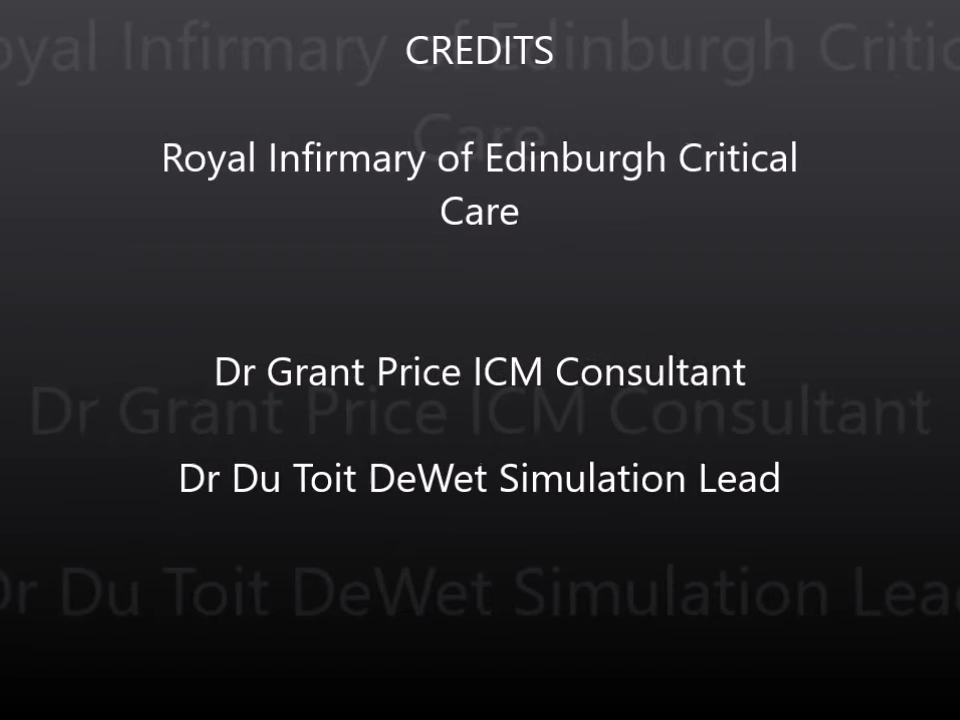 CREDITS
Royal Infirmary of Edinburgh Critical
Care
Dr Grant Price ICM Consultant
Dr Du Toit DeWet Simulation Lead